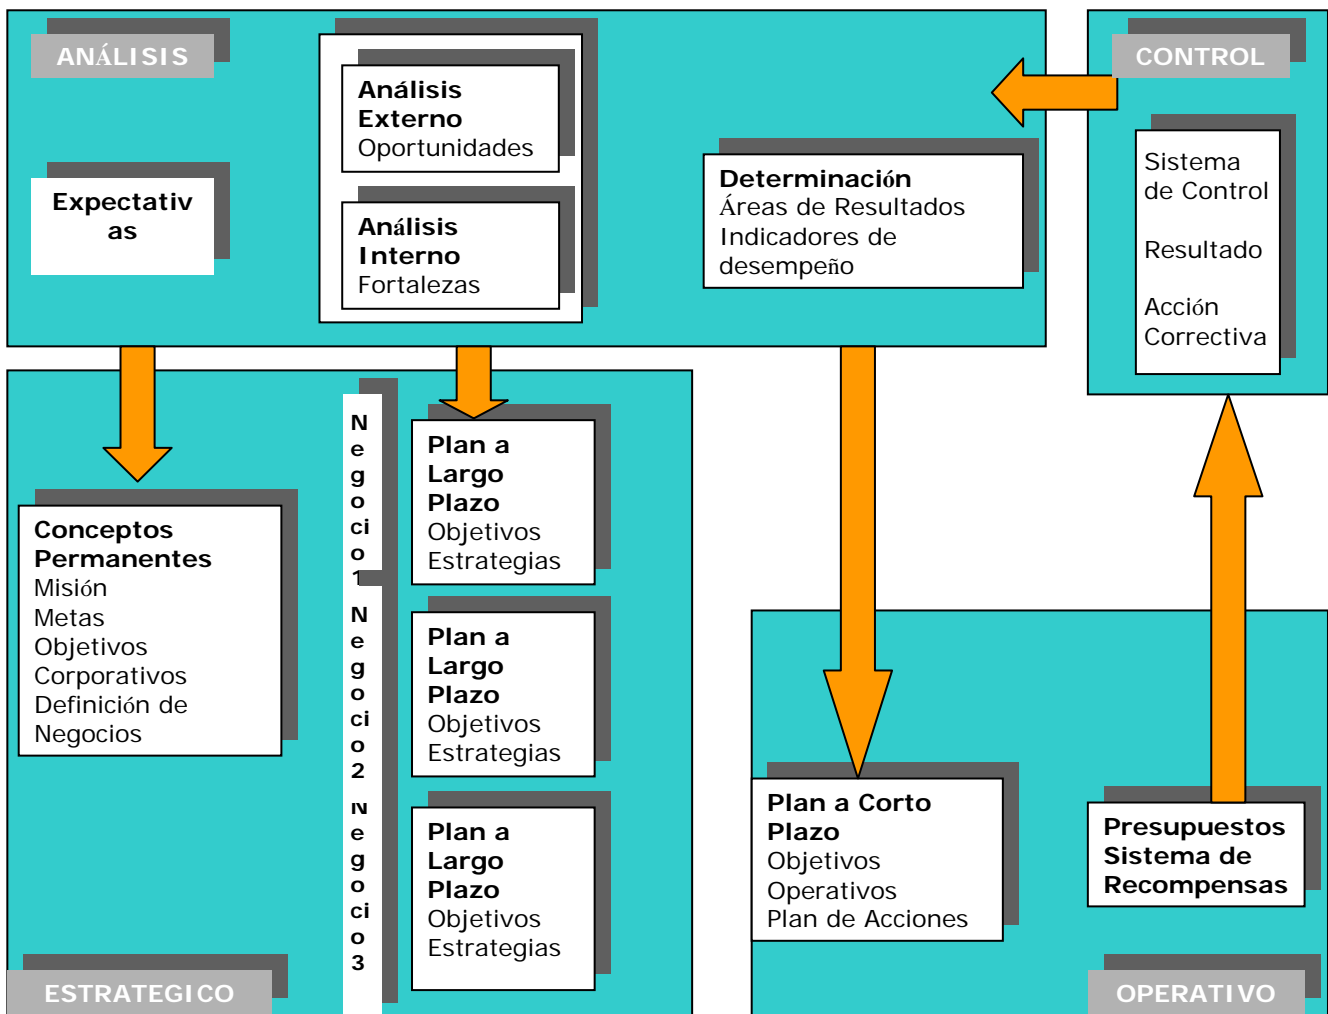 ANÁLISIS
Expectativ
as
Análisis
Externo
Oportunidades
Análisis
Interno
Fortalezas
Determinación
Áreas de Resultados
Indicadores de
desempeño
CONTROL
Sistema
de Control
Resultado
Acción
Correctiva
Conceptos
Permanentes
Misión
Metas
Objetivos
Corporativos
Definición de
Negocios
N
e
g
o
ci
o
1
N
e
g
o
ci
o
2
N
e
g
o
ci
o
3
Plan a
Largo
Plazo
Objetivos
Estrategias
Plan a
Largo
Plazo
Objetivos
Estrategias
Plan a
Largo
Plazo
Objetivos
Estrategias
ESTRATEGICO
Plan a Corto
Plazo
Objetivos
Operativos
Plan de Acciones
Presupuestos
Sistema de
Recompensas
OPERATIVO